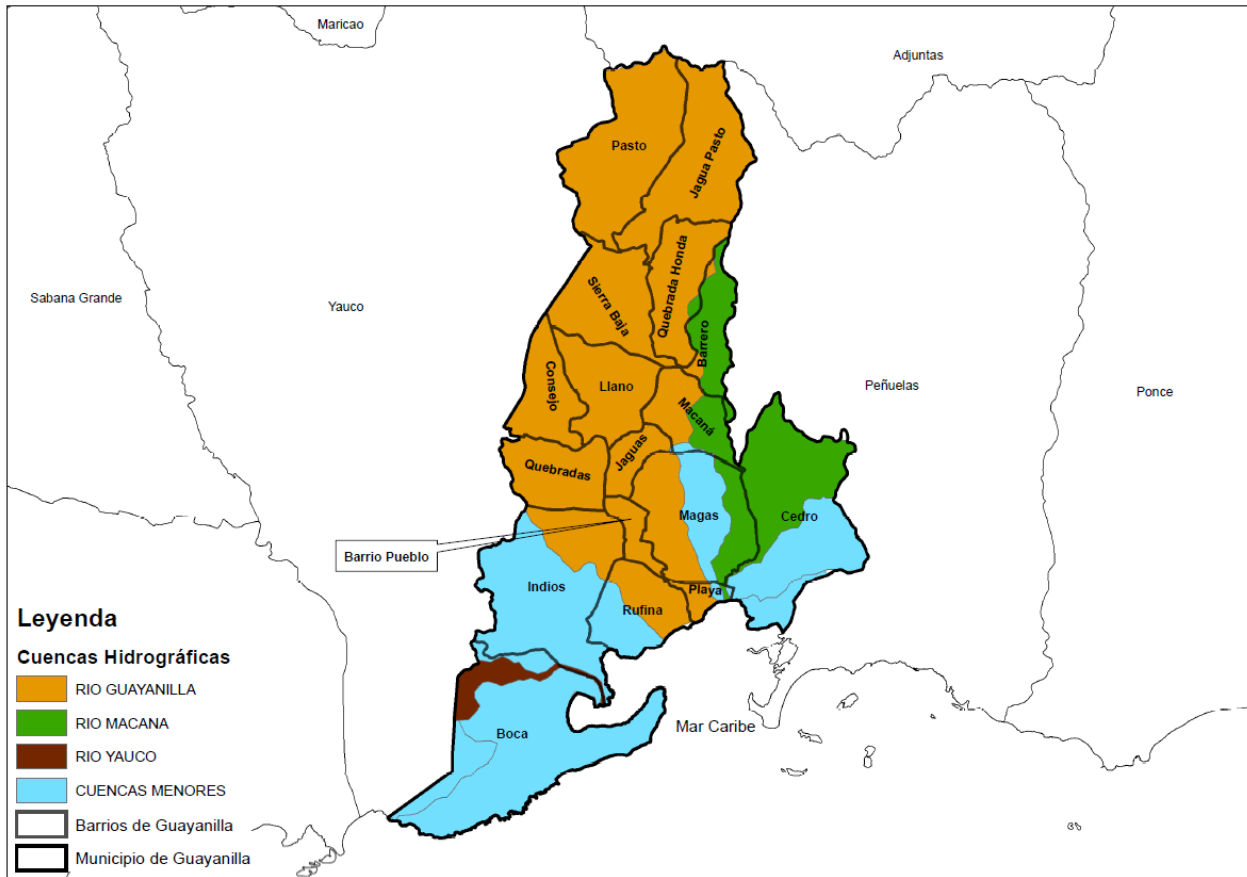 Maricao
Adjuntas
Pasto
Jagua Pasto
Sabana Grande
Yauco
Sierra Baja
Quebrada Honda
Barrero
Peñuelas
Ponce
Consejo
Llano
Macaná
Jaguas
Quebradas
Magas
Cedro
Barrio Pueblo
Indios
Playa
Rufina
Boca
Mar Caribe
Leyenda
Cuencas Hidrográficas
RIO GUAYANILLA
RIO MACANA
RIO YAUCO
CUENCAS MENORES
Barrios de Guayanilla
Municipio de Guayanilla